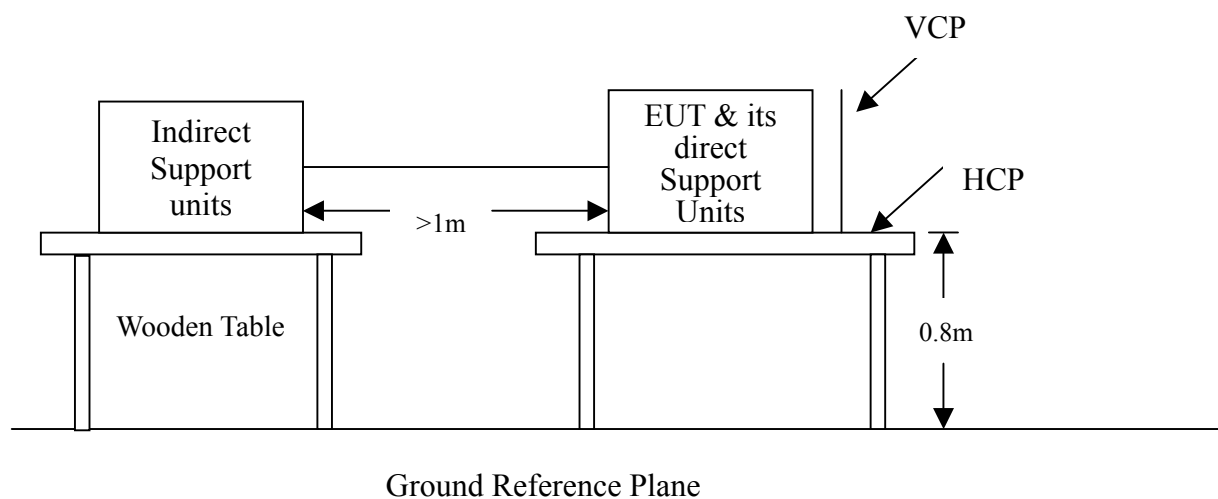 VCP
Indirect
Support
units
EUT & its
direct
Support
Units
HCP
>1m
Wooden Table
0.8m
Ground Reference Plane